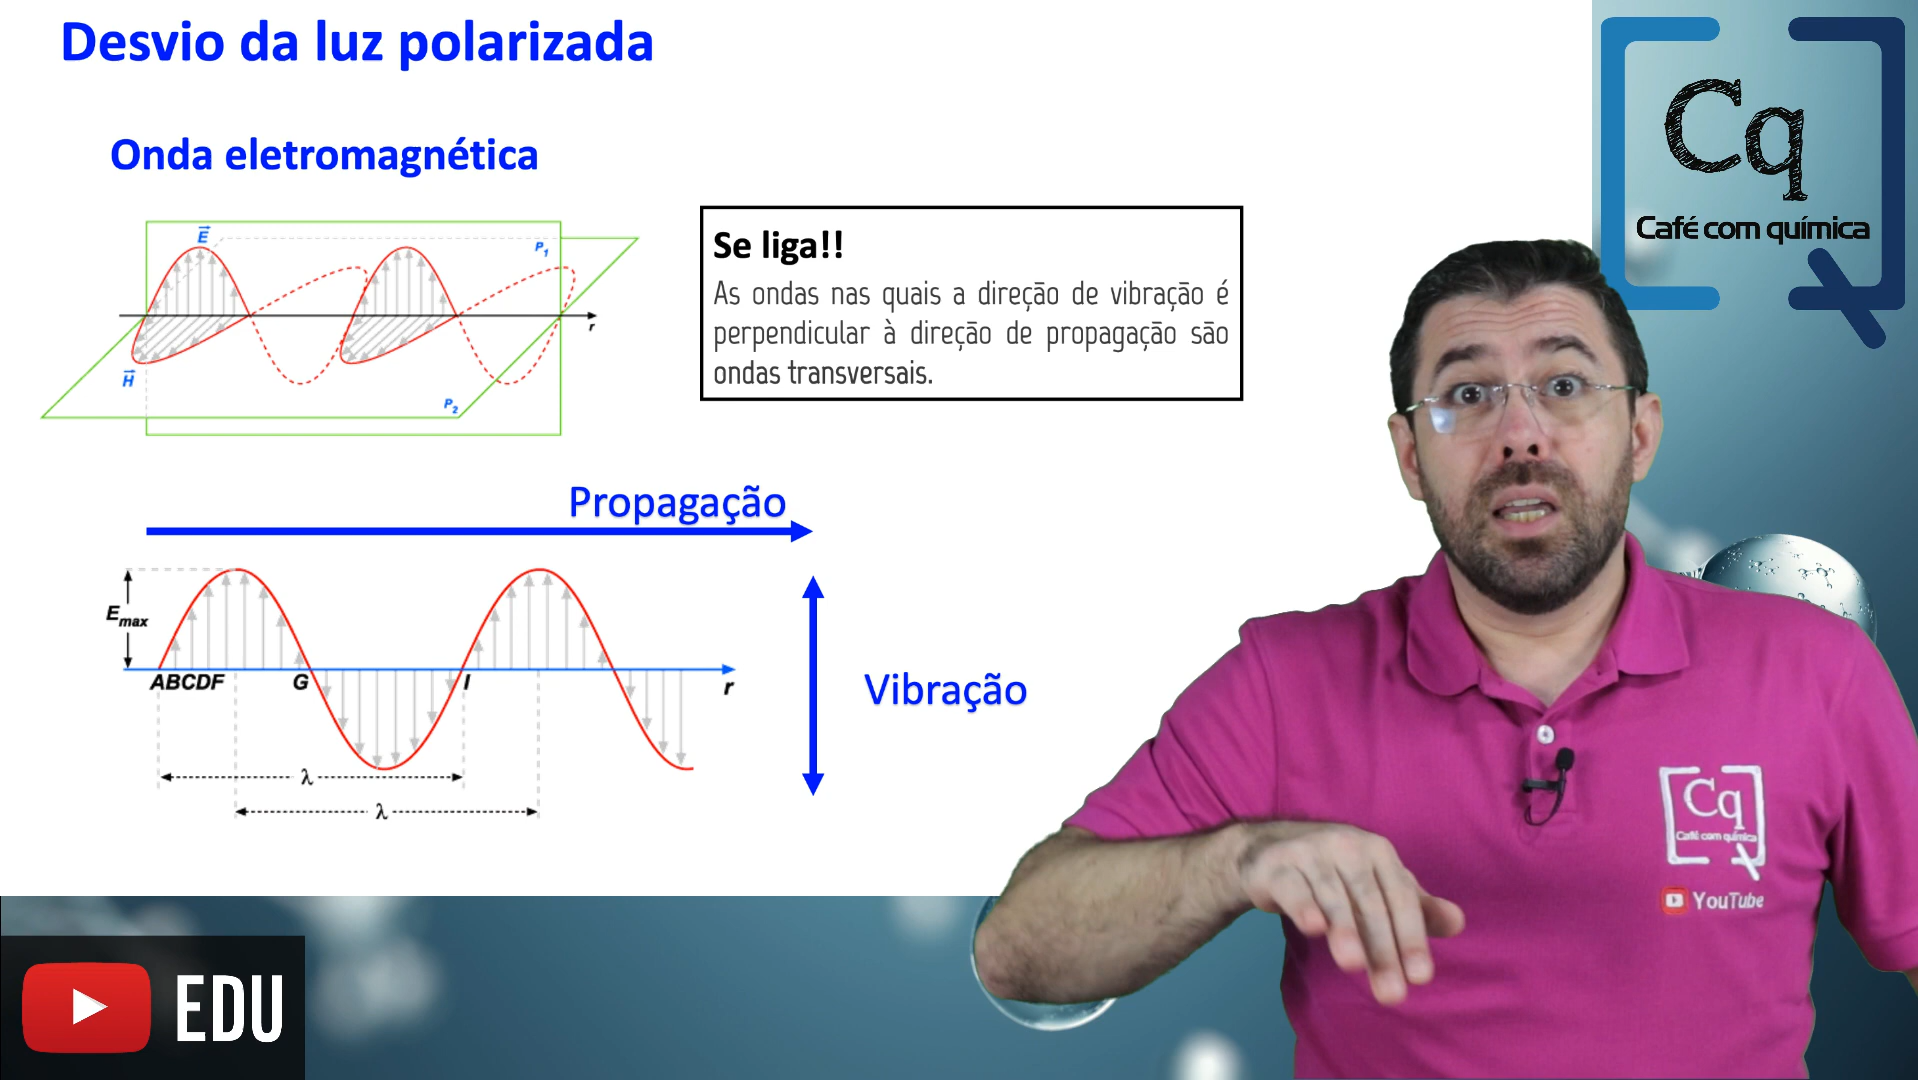 Desvio da luz polarizada
Onda eletromagnética
E
P1
r
H
P2
Se liga!!
As ondas nas quais a direção de vibração é
perpendicular à direção de propagação são
ondas transversais.
Propagação
Emax
ABCDF
G
I
r
λ
λ
Vibração
Cq
Café com química
Cq
Café com química
YouTube
EDU